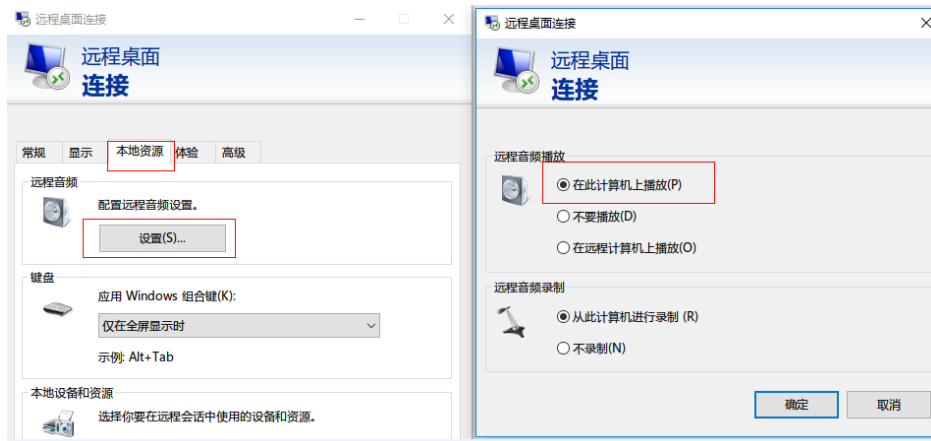 远程桌面连接
远程桌面
连接
常规 显示 本地资源 体验 高级
远程音频
配置远程音频设置。
设置(S)...
键盘
应用 Windows 组合键(K):
仅在全屏显示时
示例: Alt+Tab
本地设备和资源
选择你要在远程会话中使用的设备和资源。
远程桌面连接
远程桌面
连接
远程音频播放
在此计算机上播放(P)
不要播放(D)
在远程计算机上播放(O)
远程音频录制
从此计算机进行录制 (R)
不录制(N)
确定 取消